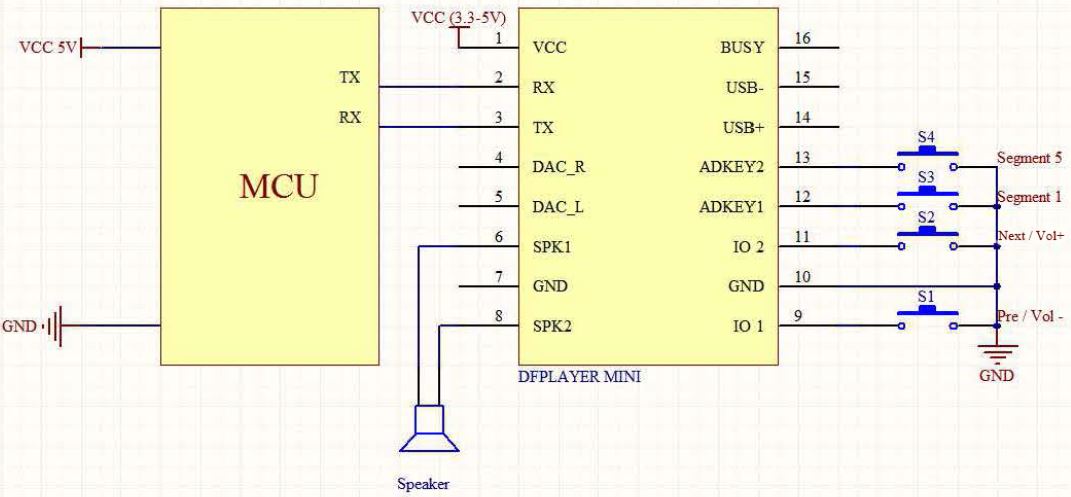 VCC (3.3-5V)
VCC 5V
MCU
TX
RX
GND
1 VCC
2 RX
3 TX
4 DAC_R
5 DAC_L
6 SPK1
7 GND
8 SPK2
BUSY 16
USB- 15
USB+ 14
ADKEY2 13
ADKEY1 12
IO 2 11
GND 10
IO 1 9
DFPLAYER MINI
S4
Segment 5
S3
Segment 1
S2
Next / Vol+
S1
Pre / Vol -
GND
Speaker